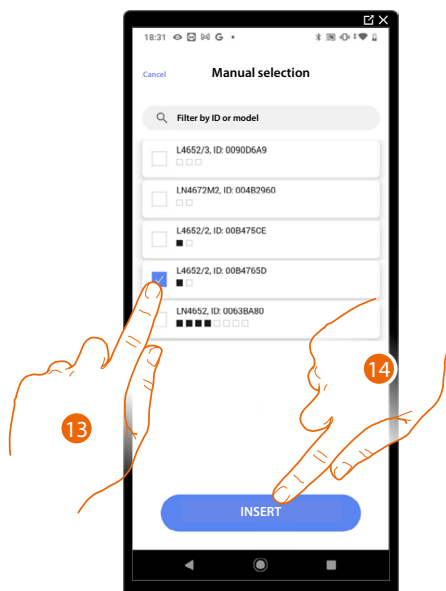 18:31 G
Cancel Manual selection
Filter by ID or model
L4652/3, ID: 0090D6A9
LN4672M2, ID: 004B2960
L4652/2, ID: 00B475CE
L4652/2, ID: 00B4765D
LN4652, ID: 0063BA80
14
13
INSERT